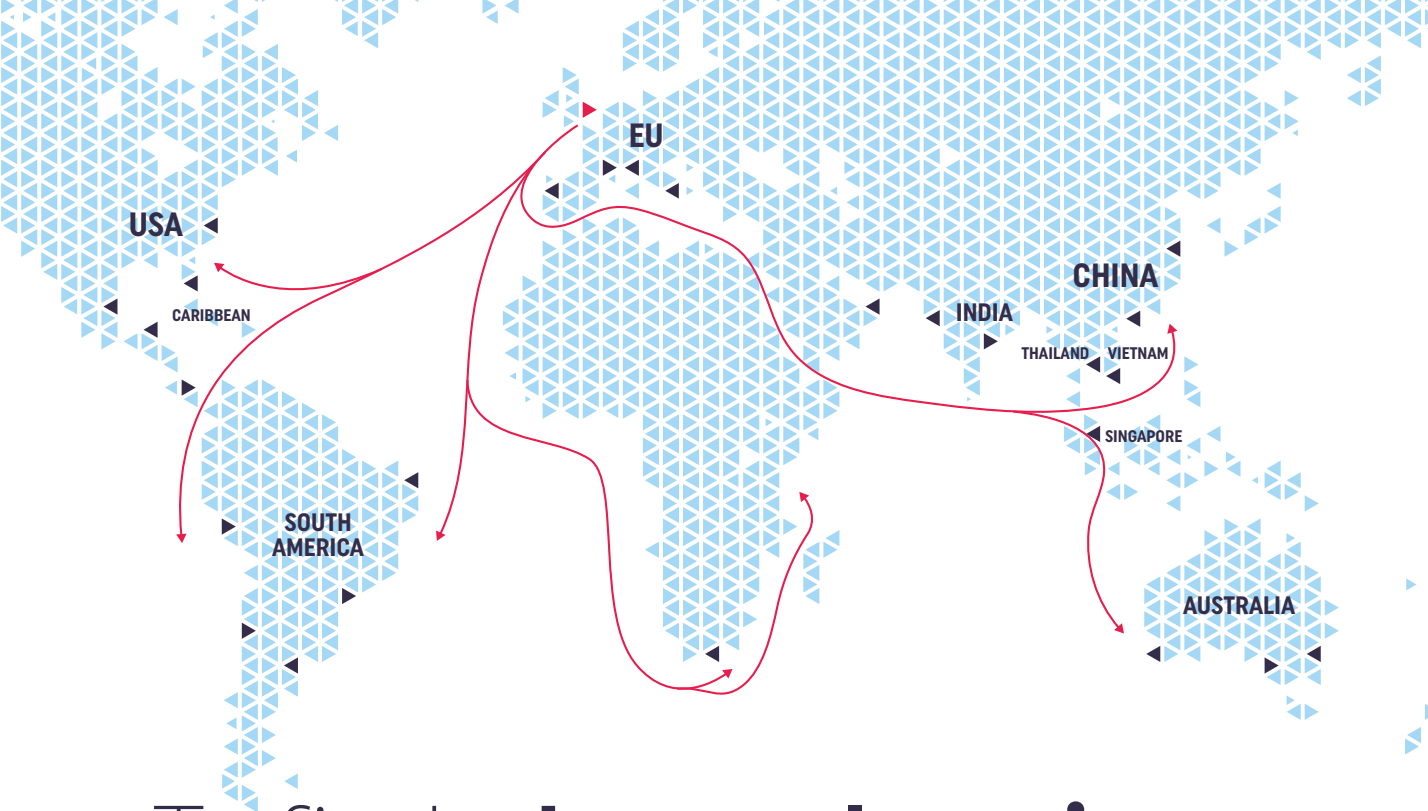 EU
USA
CHINA
CARIBBEAN
INDIA
THAILAND
VIETNAM
SINGAPORE
SOUTH
AMERICA
AUSTRALIA